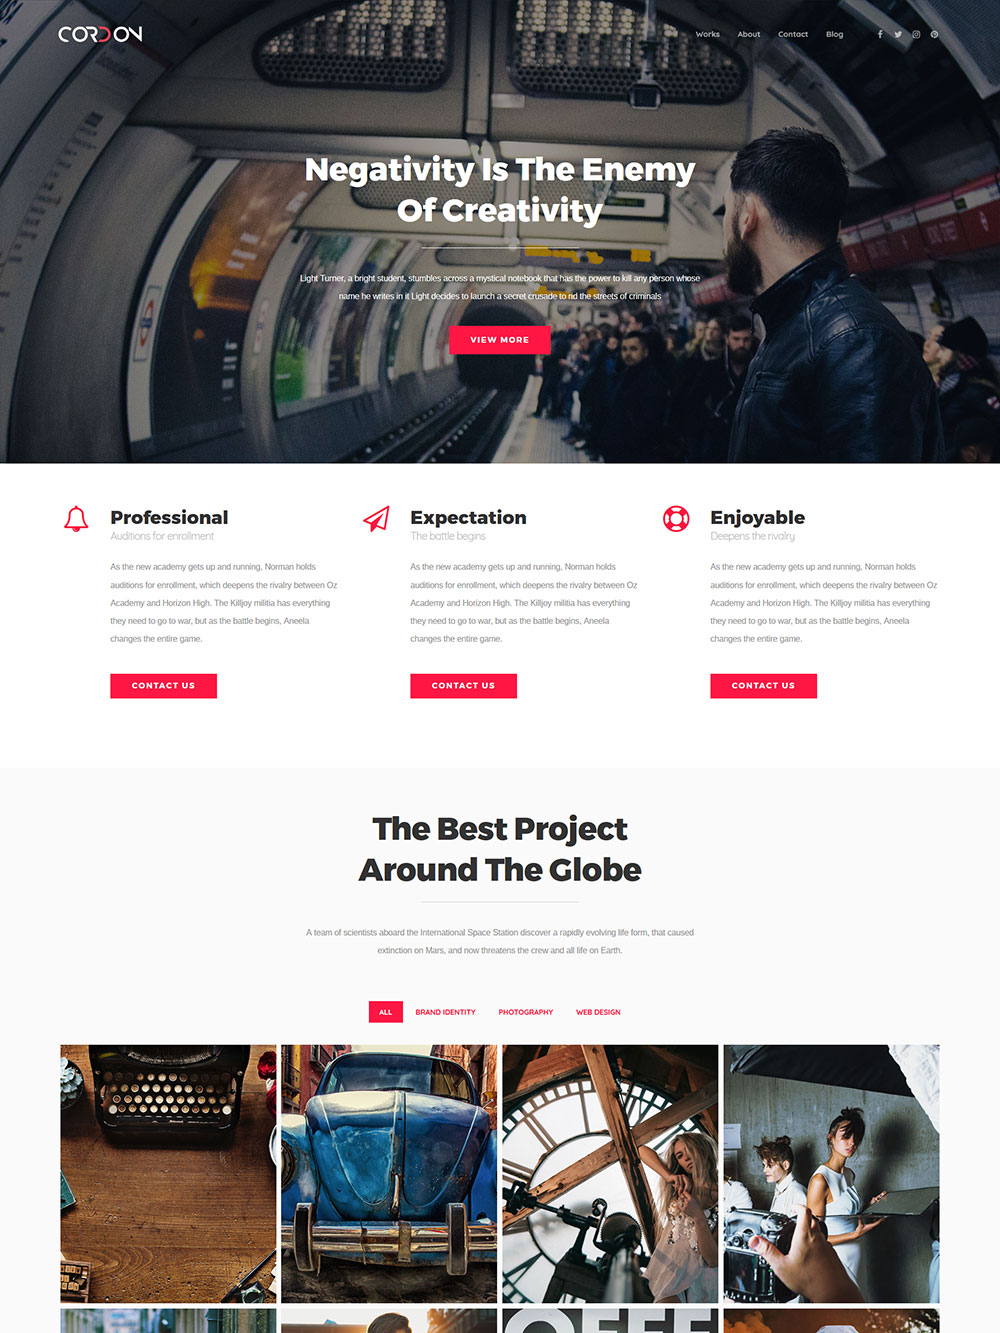 CORDON
Works About Contact Blog
Negativity Is The Enemy
Of Creativity
Light Turner, a bright student, stumbles across a mystical notebook that has the power to kill any person whose
name he writes in it Light decides to launch a secret crusade to rid the streets of criminals
VIEW MORE
Professional
Auditions for enrollment
As the new academy gets up and running, Norman holds
auditions for enrollment, which deepens the rivalry between Oz
Academy and Horizon High. The Killjoy militia has everything
they need to go to war, but as the battle begins, Aneela
changes the entire game.
CONTACT US
Expectation
The battle begins
As the new academy gets up and running, Norman holds
auditions for enrollment, which deepens the rivalry between Oz
Academy and Horizon High. The Killjoy militia has everything
they need to go to war, but as the battle begins, Aneela
changes the entire game.
CONTACT US
Enjoyable
Deepens the rivalry
As the new academy gets up and running, Norman holds
auditions for enrollment, which deepens the rivalry between Oz
Academy and Horizon High. The Killjoy militia has everything
they need to go to war, but as the battle begins, Aneela
changes the entire game.
CONTACT US
The Best Project
Around The Globe
A team of scientists aboard the International Space Station discover a rapidly evolving life form, that caused
extinction on Mars, and now threatens the crew and all life on Earth.
ALL BRAND IDENTITY PHOTOGRAPHY WEB DESIGN